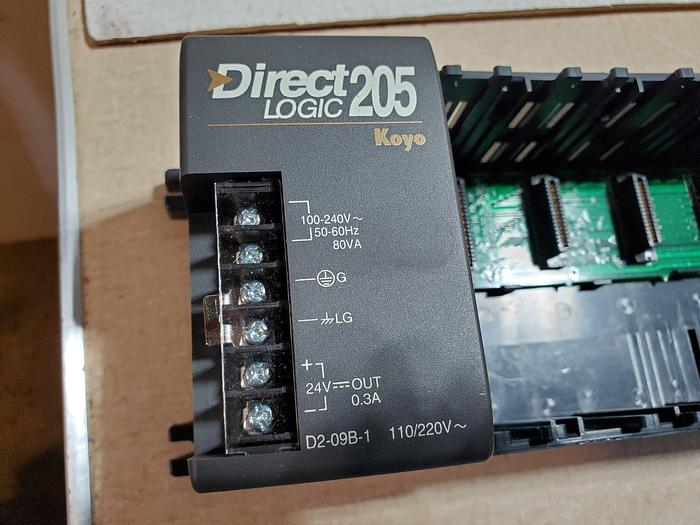 Direct
LOGIC 205
Koyo
100-240V~
50-60Hz
80VA
G
LG
+
24V⎓OUT
-
0.3A
D2-09B-1 110/220V~